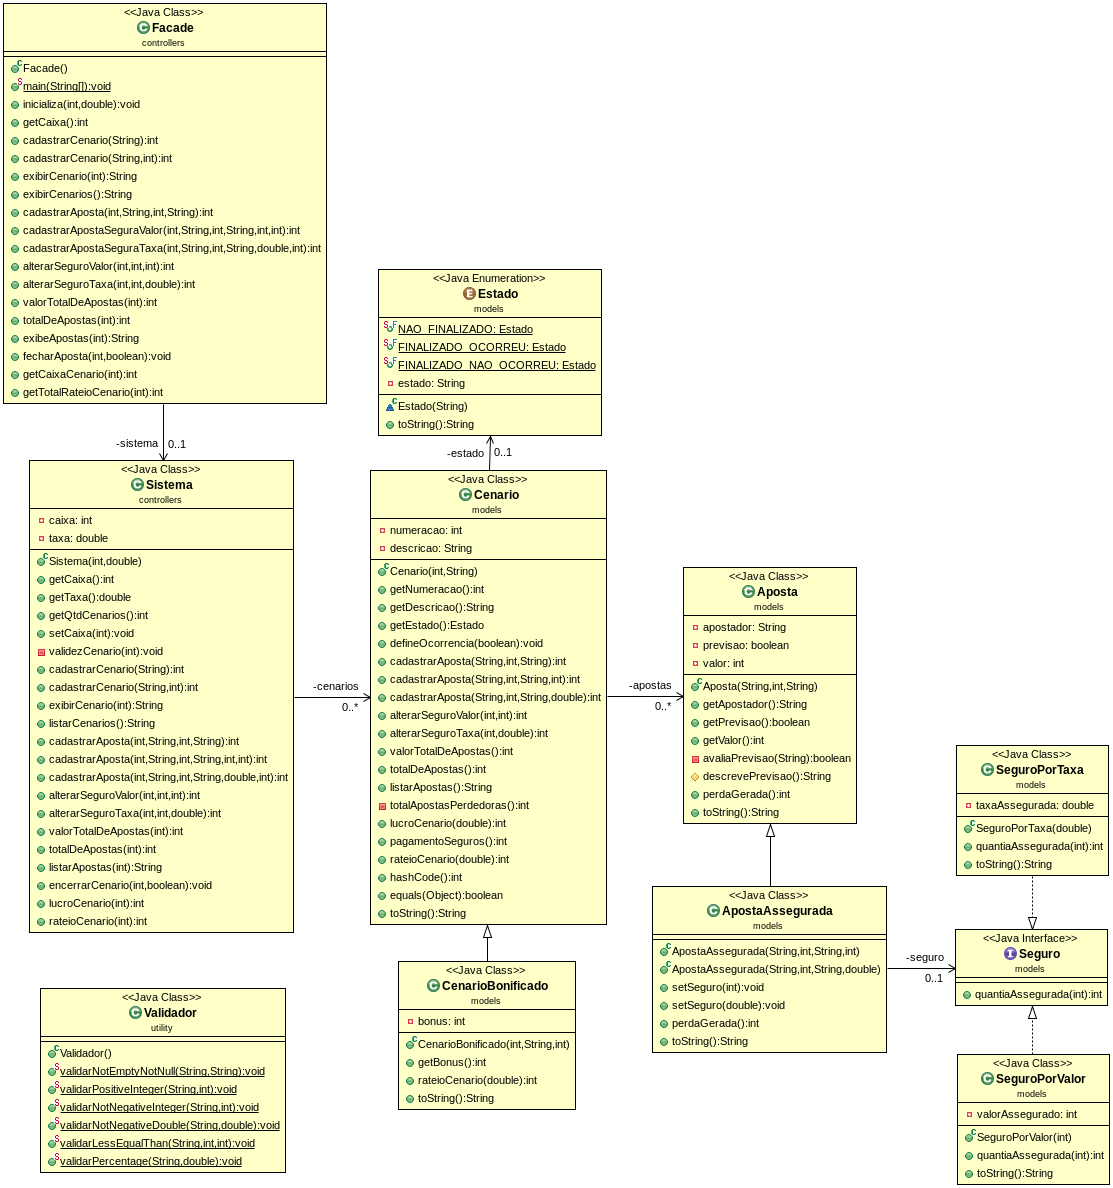 <<Java Class>>
Facade
controllers
Facade()
main(String[]):void
inicializa(int,double):void
getCaixa():int
cadastrarCenario(String):int
cadastrarCenario(String,int):int
exibirCenario(int):String
exibirCenarios():String
cadastrarAposta(int,String,int,String):int
cadastrarApostaSeguraValor(int,String,int,String,int,int):int
cadastrarApostaSeguraTaxa(int,String,int,String,double,int):int
alterarSeguroValor(int,int,int):int
alterarSeguroTaxa(int,int,double):int
valorTotalDeApostas(int):int
totalDeApostas(int):int
exibeApostas(int):String
fecharAposta(int,boolean):void
getCaixaCenario(int):int
getTotalRateioCenario(int):int
-sistema
0..1
<<Java Class>>
Sistema
controllers
caixa: int
taxa: double
Sistema(int,double)
getCaixa():int
getTaxa():double
getQtdCenarios():int
setCaixa(int):void
validezCenario(int):void
cadastrarCenario(String):int
cadastrarCenario(String,int):int
exibirCenario(int):String
listarCenarios():String
cadastrarAposta(int,String,int,String):int
cadastrarAposta(int,String,int,String,int,int):int
cadastrarAposta(int,String,int,String,double,int):int
alterarSeguroValor(int,int,int):int
alterarSeguroTaxa(int,int,double):int
valorTotalDeApostas(int):int
totalDeApostas(int):int
listarApostas(int):String
encerrarCenario(int,boolean):void
lucroCenario(int):int
rateioCenario(int):int
-cenarios
0..*
<<Java Class>>
Validador
utility
Validador()
validarNotEmptyNotNull(String,String):void
validarPositiveInteger(String,int):void
validarNotNegativeInteger(String,int):void
validarNotNegativeDouble(String,double):void
validarLessEqualThan(String,int,int):void
validarPercentage(String,double):void
<<Java Enumeration>>
Estado
models
NAO_FINALIZADO: Estado
FINALIZADO_OCORREU: Estado
FINALIZADO_NAO_OCORREU: Estado
estado: String
Estado(String)
toString():String
-estado
0..1
<<Java Class>>
Cenario
models
numeracao: int
descricao: String
Cenario(int,String)
getNumeracao():int
getDescricao():String
getEstado():Estado
defineOcorrencia(boolean):void
cadastrarAposta(String,int,String):int
cadastrarAposta(String,int,String,int):int
cadastrarAposta(String,int,String,double):int
alterarSeguroValor(int,int):int
alterarSeguroTaxa(int,double):int
valorTotalDeApostas():int
totalDeApostas():int
listarApostas():String
totalApostasPerdedoras():int
lucroCenario(double):int
pagamentoSeguros():int
rateioCenario(double):int
hashCode():int
equals(Object):boolean
toString():String
-apostas
0..*
<<Java Class>>
CenarioBonificado
models
bonus: int
CenarioBonificado(int,String,int)
getBonus():int
rateioCenario(double):int
toString():String
<<Java Class>>
Aposta
models
apostador: String
previsao: boolean
valor: int
Aposta(String,int,String)
getApostador():String
getPrevisao():boolean
getValor():int
avaliaPrevisao(String):boolean
descrevePrevisao():String
perdaGerada():int
toString():String
<<Java Class>>
ApostaAssegurada
models
ApostaAssegurada(String,int,String,int)
ApostaAssegurada(String,int,String,double)
setSeguro(int):void
setSeguro(double):void
perdaGerada():int
toString():String
-seguro
0..1
<<Java Class>>
SeguroPorTaxa
models
taxaAssegurada: double
SeguroPorTaxa(double)
quantiaAssegurada(int):int
toString():String
<<Java Interface>>
Seguro
models
quantiaAssegurada(int):int
<<Java Class>>
SeguroPorValor
models
valorAssegurado: int
SeguroPorValor(int)
quantiaAssegurada(int):int
toString():String